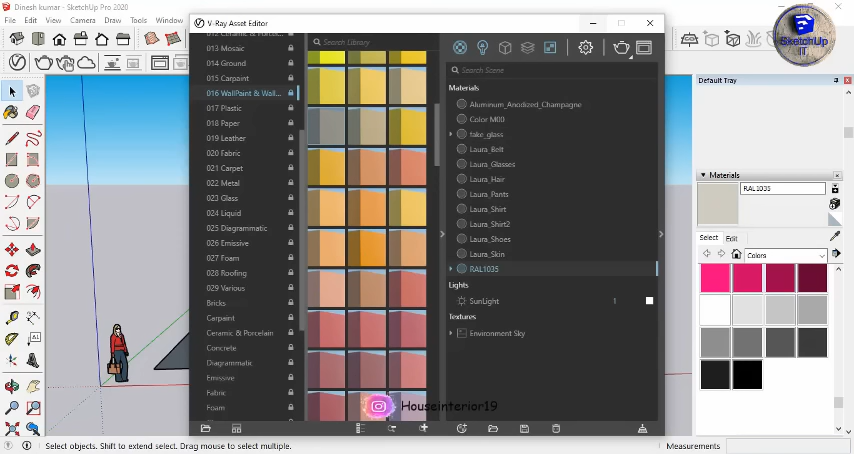 Dinesh kumar - SketchUp Pro 2020
File Edit View Camera Draw Tools Window
SketchUp
IT
V-Ray Asset Editor
Search Library
013 Mosaic
014 Ground
015 Carpaint
016 WallPaint & Wall...
017 Plastic
018 Paper
019 Leather
020 Fabric
021 Carpet
022 Metal
023 Glass
024 Liquid
025 Diagrammatic
026 Emissive
027 Foam
028 Roofing
029 Various
Bricks
Carpaint
Ceramic & Porcelain
Concrete
Diagrammatic
Emissive
Fabric
Foam
Search Scene
Materials
Aluminum_Anodized_Champagne
Color M00
fake_glass
Laura_Belt
Laura_Glasses
Laura_Hair
Laura_Pants
Laura_Shirt
Laura_Shirt2
Laura_Shoes
Laura_Skin
RAL1035
Lights
SunLight 1
Textures
Environment Sky
Houseinterior19
Default Tray
Materials
RAL1035
Select Edit
Colors
Select objects. Shift to extend select. Drag mouse to select multiple.
Measurements